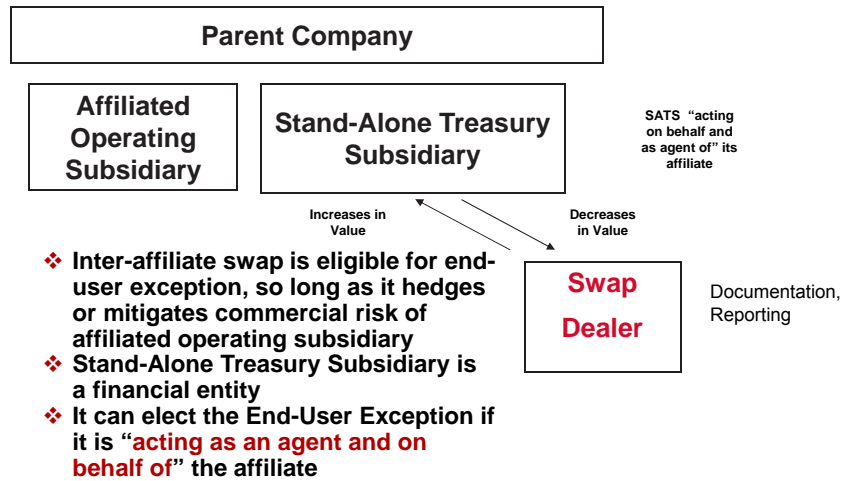 Parent Company
Affiliated
Operating
Subsidiary
Stand-Alone Treasury
Subsidiary
SATS “acting
on behalf and
as agent of” its
affiliate
Increases in
Value
Decreases
in Value
❖ Inter-affiliate swap is eligible for end-
user exception, so long as it hedges
or mitigates commercial risk of
affiliated operating subsidiary
❖ Stand-Alone Treasury Subsidiary is
a financial entity
❖ It can elect the End-User Exception if
it is “acting as an agent and on
behalf of” the affiliate
Swap
Dealer
Documentation,
Reporting